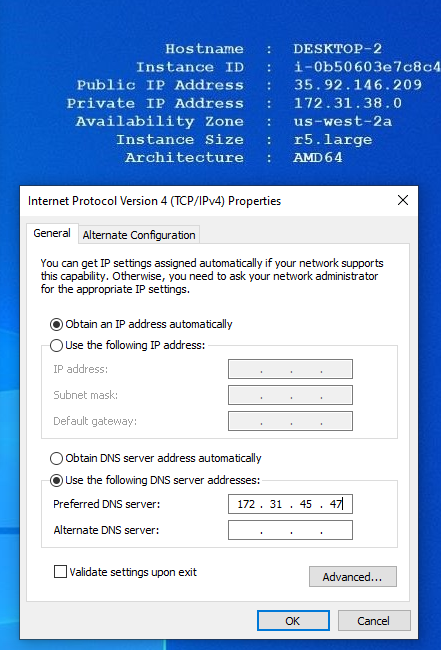 Hostname : DESKTOP-2
Instance ID : i-0b50603e7c8c4
Public IP Address : 35.92.146.209
Private IP Address : 172.31.38.0
Availability Zone : us-west-2a
Instance Size : r5.large
Architecture : AMD64
Internet Protocol Version 4 (TCP/IPv4) Properties
General Alternate Configuration
You can get IP settings assigned automatically if your network supports
this capability. Otherwise, you need to ask your network administrator
for the appropriate IP settings.
Obtain an IP address automatically
Use the following IP address:
IP address: . . .
Subnet mask: . . .
Default gateway: . . .
Obtain DNS server address automatically
Use the following DNS server addresses:
Preferred DNS server: 172 . 31 . 45 . 47
Alternate DNS server: . . .
Validate settings upon exit
Advanced...
OK Cancel